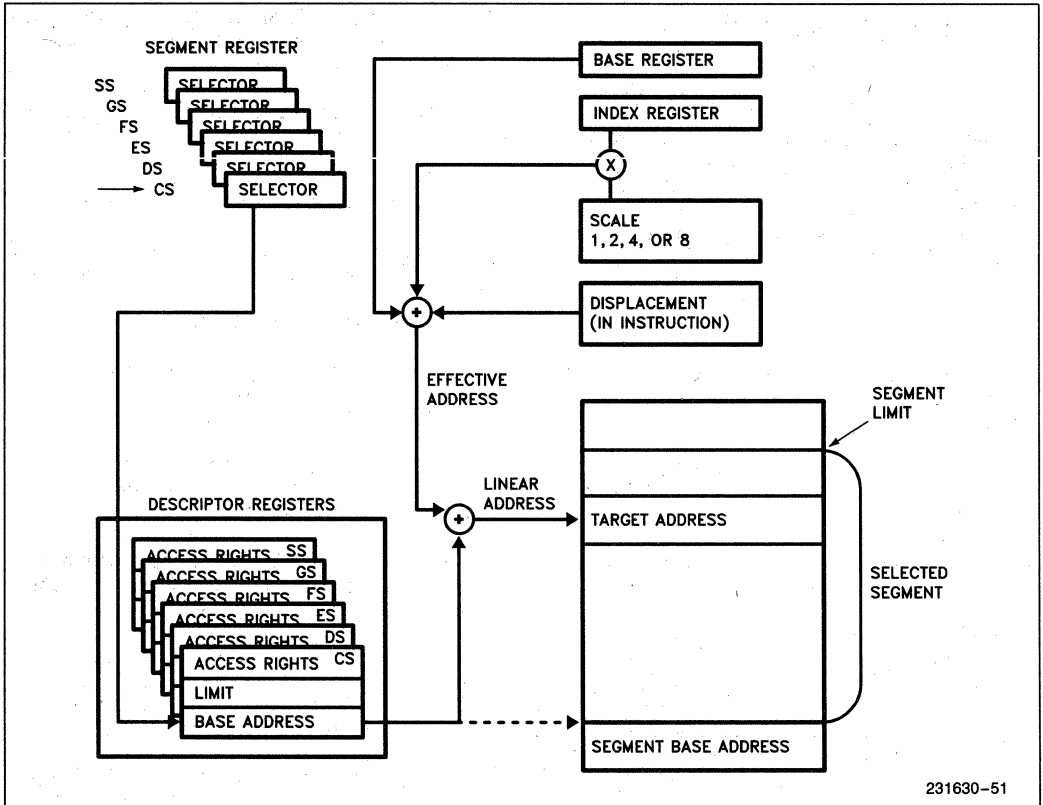 SEGMENT REGISTER
SS
GS
FS
ES
DS
CS
SELECTOR
SELECTOR
SELECTOR
SELECTOR
SELECTOR
SELECTOR
BASE REGISTER
INDEX REGISTER
X
SCALE
1, 2, 4, OR 8
+
DISPLACEMENT
(IN INSTRUCTION)
EFFECTIVE
ADDRESS
SEGMENT
LIMIT
LINEAR
ADDRESS
+
TARGET ADDRESS
SELECTED
SEGMENT
SEGMENT BASE ADDRESS
DESCRIPTOR REGISTERS
ACCESS RIGHTS SS
ACCESS RIGHTS GS
ACCESS RIGHTS FS
ACCESS RIGHTS ES
ACCESS RIGHTS DS
ACCESS RIGHTS CS
LIMIT
BASE ADDRESS
231630-51